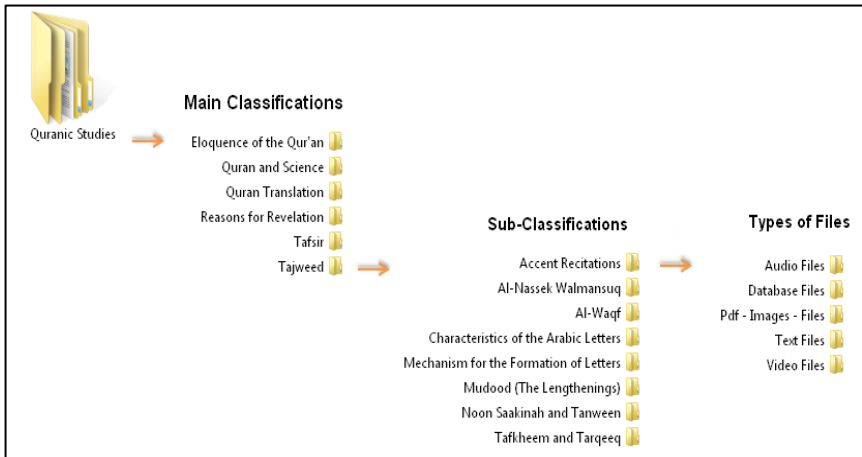 Quranic Studies
Main Classifications
Eloquence of the Qur'an
Quran and Science
Quran Translation
Reasons for Revelation
Tafsir
Tajweed
Sub-Classifications
Accent Recitations
Al-Nassek Walmansuq
Al-Waqf
Characteristics of the Arabic Letters
Mechanism for the Formation of Letters
Mudood (The Lengthenings)
Noon Saakinah and Tanween
Tafkheem and Tarqeeq
Types of Files
Audio Files
Database Files
Pdf - Images - Files
Text Files
Video Files